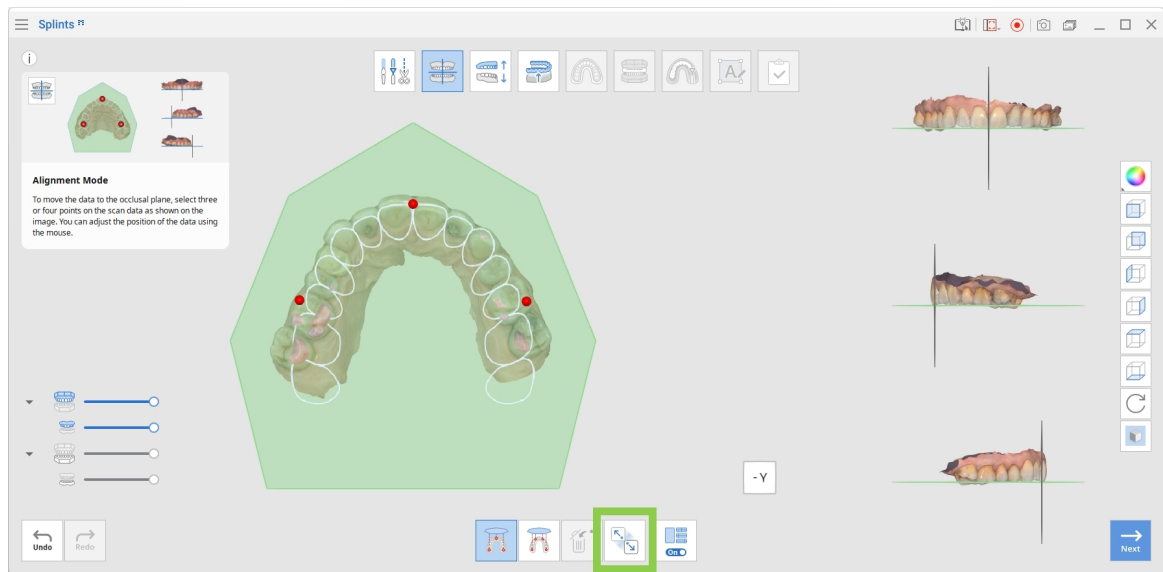 Splints
Alignment Mode
To move the data to the occlusal plane, select three
or four points on the scan data as shown on the
image. You can adjust the position of the data using
the mouse.
- Y
Undo
Redo
On
Next